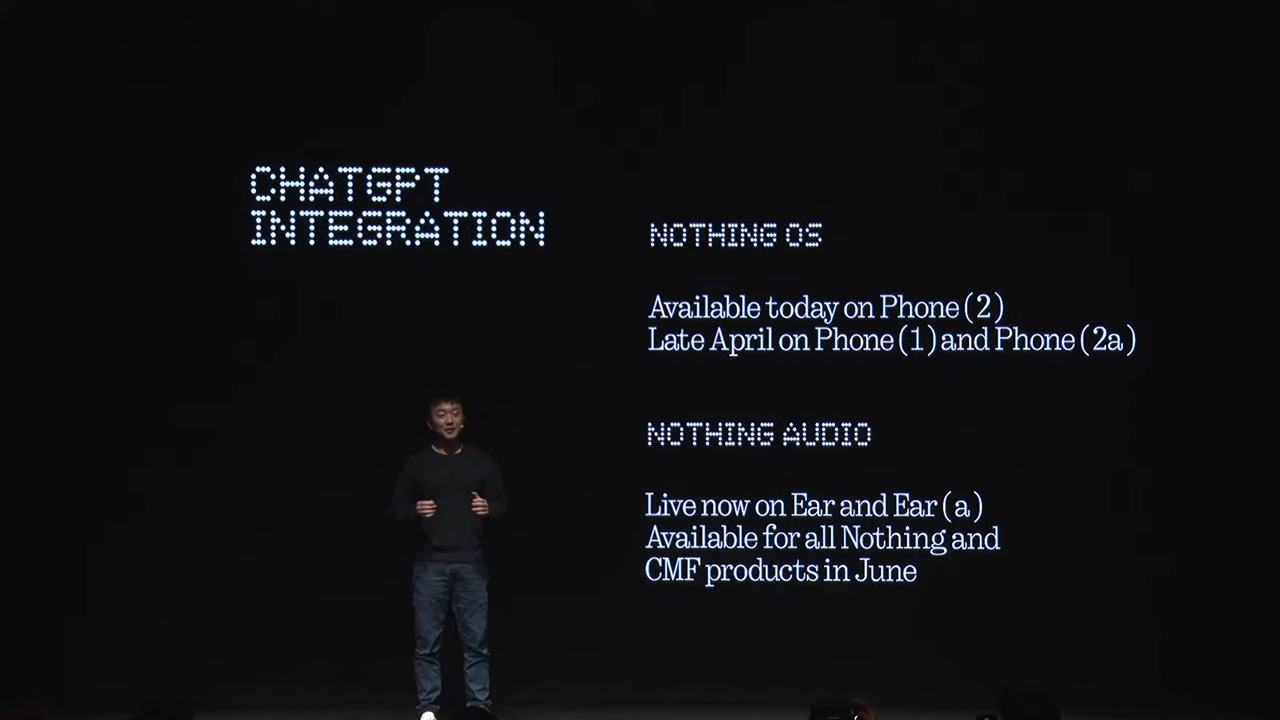 CHATGPT
INTEGRATION
NOTHING OS
Available today on Phone (2)
Late April on Phone (1) and Phone (2a)
NOTHING AUDIO
Live now on Ear and Ear (a)
Available for all Nothing and
CMF products in June